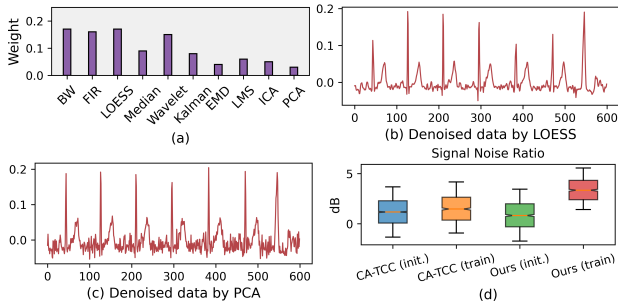 Weight
0.2
0.1
0.0
BW
FIR
LOESS
Median
Wavelet
Kalman
EMD
LMS
ICA
PCA
(a)
0.2
0.1
0.0
0
100
200
300
400
500
600
(b) Denoised data by LOESS
0.2
0.1
0.0
0
100
200
300
400
500
600
(c) Denoised data by PCA
Signal Noise Ratio
dB
5
0
CA-TCC (init.)
CA-TCC (train)
Ours (init.)
Ours (train)
(d)